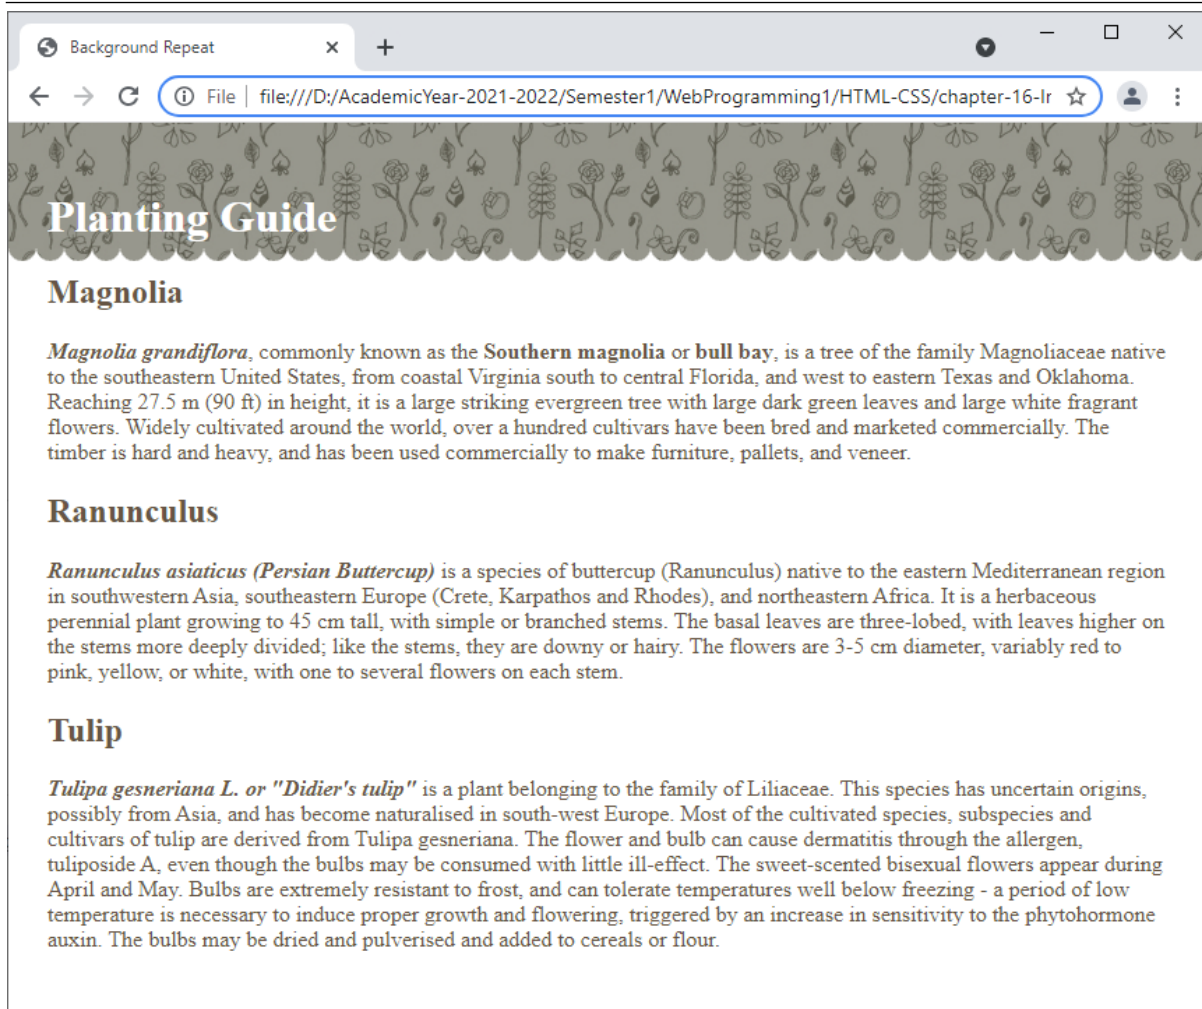 Background Repeat
File
file:///D:/AcademicYear-2021-2022/Semester1/WebProgramming1/HTML-CSS/chapter-16-Ir
Planting Guide
Magnolia
Magnolia grandiflora, commonly known as the Southern magnolia or bull bay, is a tree of the family Magnoliaceae native
to the southeastern United States, from coastal Virginia south to central Florida, and west to eastern Texas and Oklahoma.
Reaching 27.5 m (90 ft) in height, it is a large striking evergreen tree with large dark green leaves and large white fragrant
flowers. Widely cultivated around the world, over a hundred cultivars have been bred and marketed commercially. The
timber is hard and heavy, and has been used commercially to make furniture, pallets, and veneer.
Ranunculus
Ranunculus asiaticus (Persian Buttercup) is a species of buttercup (Ranunculus) native to the eastern Mediterranean region
in southwestern Asia, southeastern Europe (Crete, Karpathos and Rhodes), and northeastern Africa. It is a herbaceous
perennial plant growing to 45 cm tall, with simple or branched stems. The basal leaves are three-lobed, with leaves higher on
the stems more deeply divided; like the stems, they are downy or hairy. The flowers are 3-5 cm diameter, variably red to
pink, yellow, or white, with one to several flowers on each stem.
Tulip
Tulipa gesneriana L. or "Didier's tulip" is a plant belonging to the family of Liliaceae. This species has uncertain origins,
possibly from Asia, and has become naturalised in south-west Europe. Most of the cultivated species, subspecies and
cultivars of tulip are derived from Tulipa gesneriana. The flower and bulb can cause dermatitis through the allergen,
tuliposide A, even though the bulbs may be consumed with little ill-effect. The sweet-scented bisexual flowers appear during
April and May. Bulbs are extremely resistant to frost, and can tolerate temperatures well below freezing - a period of low
temperature is necessary to induce proper growth and flowering, triggered by an increase in sensitivity to the phytohormone
auxin. The bulbs may be dried and pulverised and added to cereals or flour.